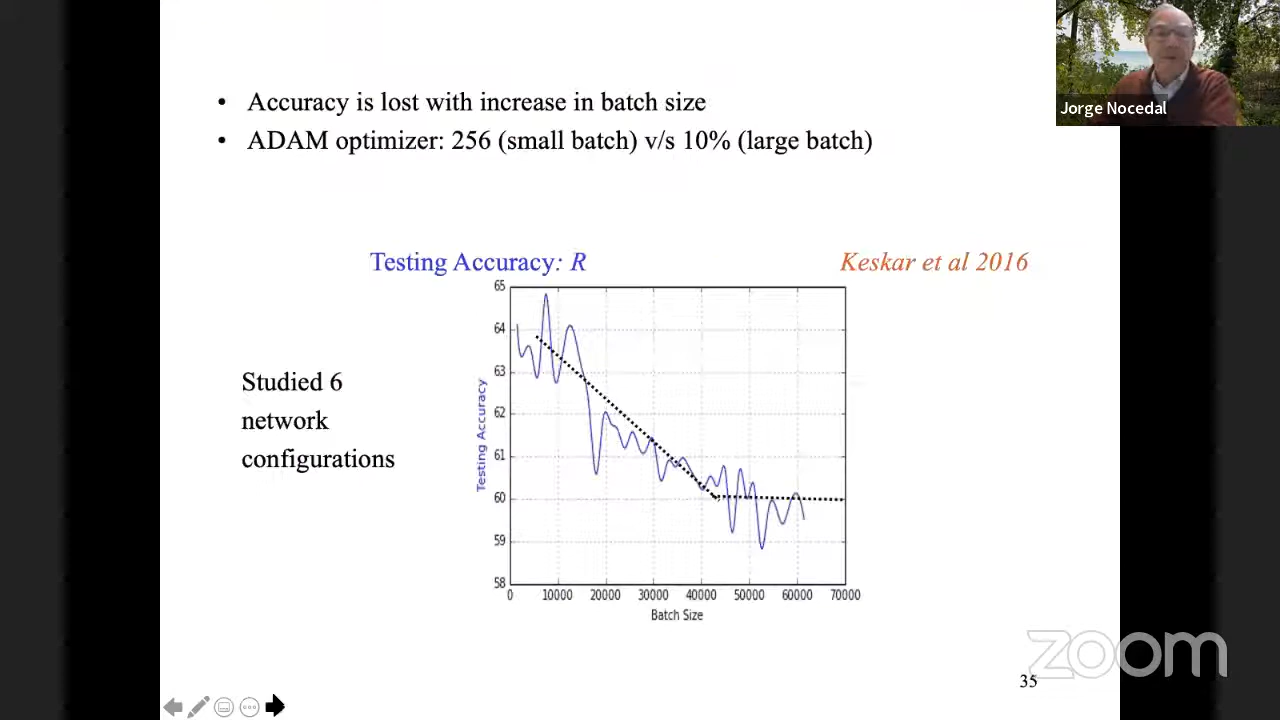 Jorge Nocedal
• Accuracy is lost with increase in batch size
• ADAM optimizer: 256 (small batch) v/s 10% (large batch)
Testing Accuracy: R
Keskar et al 2016
Studied 6
network
configurations
Testing Accuracy
65
64
63
62
61
60
59
58
0 10000 20000 30000 40000 50000 60000 70000
Batch Size
zoom
35